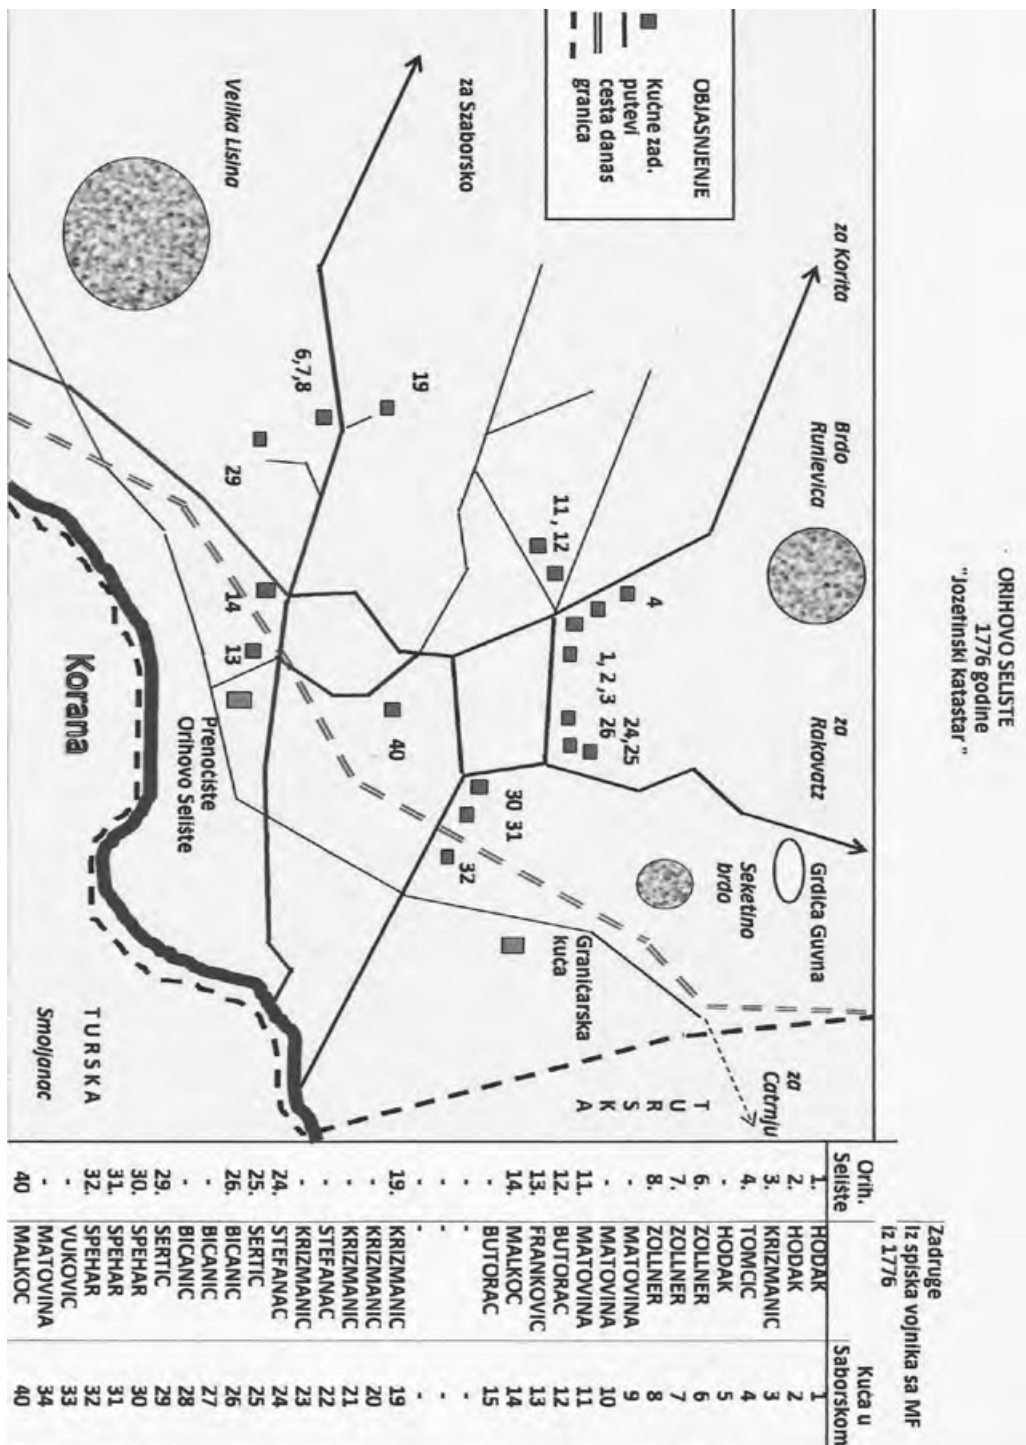 ORIHOVO SELISTE
1776 godine
"Jozefinski katastar"
OBJASNJENJE
Kućne zad.
putevi
cesta danas
granica
za Korita
Brdo
Runjevica
za
Rakovatz
Grdića Guvna
Seketino
brdo
za
Catrnju
za Szaborsko
Velika Lisina
4
1, 2, 3
24,25
26
11 , 12
30 31
32
19
40
6,7,8
29
14
13
Graničarska
kuća
Prenoćište
Orihovo Selište
Korana
T U R S K A
T U R S K A
Smoljanac
Zadruge
Iz spiska vojnika sa MF
iz 1776
Orih.
Selište
Kuća u
Saborskom
1. HODAK 1
2. HODAK 2
3. KRIZMANIC 3
4. TOMCIC 4
- HODAK 5
6. ZOLLNER 6
7. ZOLLNER 7
8. ZOLLNER 8
- MATOVINA 9
- MATOVINA 10
11. MATOVINA 11
12. BUTORAC 12
13. FRANKOVIC 13
14. MALKOC 14
- BUTORAC 15
- - -
- - -
- - -
19. KRIZMANIC 19
- KRIZMANIC 20
- KRIZMANIC 21
- STEFANAC 22
- KRIZMANIC 23
24. STEFANAC 24
25. SERTIC 25
26. BICANIC 26
- BICANIC 27
- BICANIC 28
29. SERTIC 29
30. SPEHAR 30
31. SPEHAR 31
32. SPEHAR 32
- VUKOVIC 33
- MATOVINA 34
40 MALKOC 40